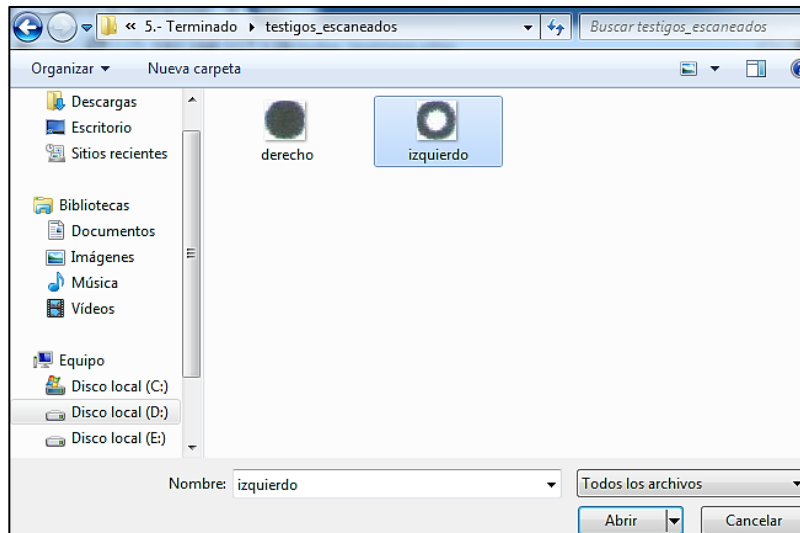 « 5.- Terminado ▸ testigos_escaneados
Buscar testigos_escaneados
Organizar
Nueva carpeta
Descargas
Escritorio
Sitios recientes
Bibliotecas
Documentos
Imágenes
Música
Vídeos
Equipo
Disco local (C:)
Disco local (D:)
Disco local (E:)
derecho
izquierdo
Nombre: izquierdo
Todos los archivos
Abrir
Cancelar